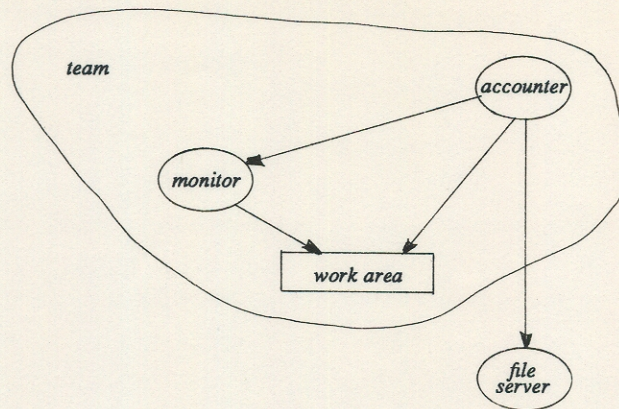 team
accounter
monitor
work area
file
server